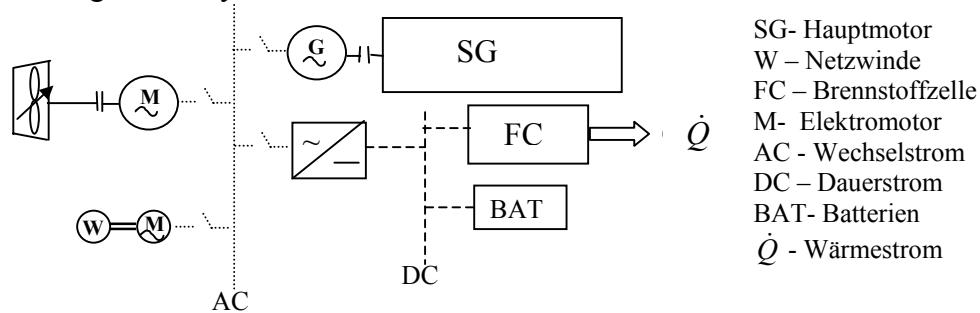 G
SG
M
FC
Q̇
BAT
W
M
DC
AC
SG- Hauptmotor
W – Netzwinde
FC – Brennstoffzelle
M- Elektromotor
AC - Wechselstrom
DC – Dauerstrom
BAT- Batterien
Q̇ - Wärmestrom